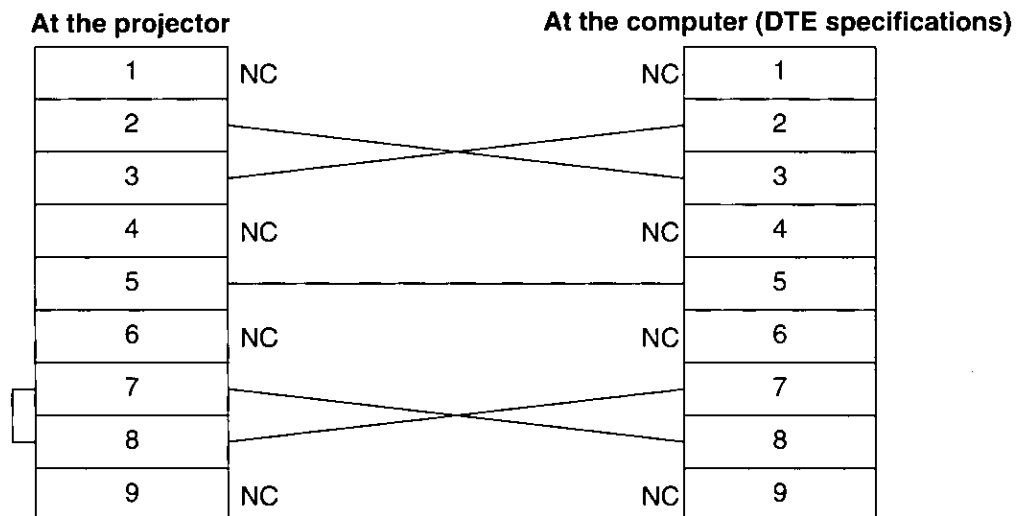 At the projector At the computer (DTE specifications)
1 NC NC 1
2 2
3 3
4 NC NC 4
5 5
6 NC NC 6
7 7
8 8
9 NC NC 9